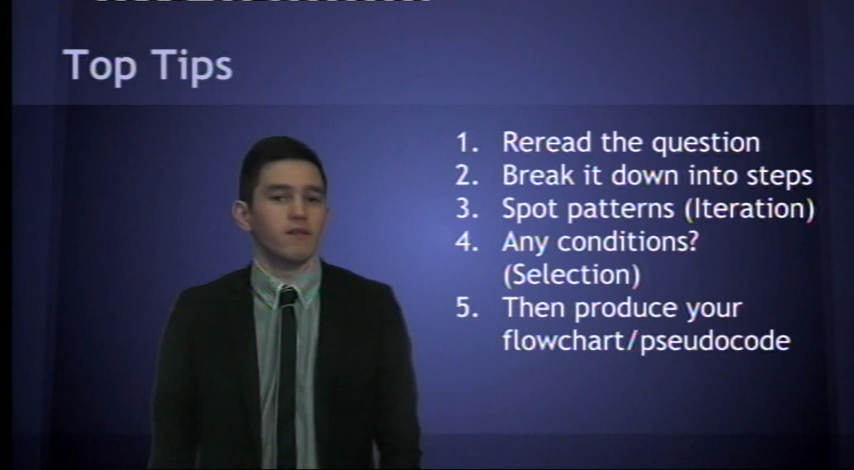 Top Tips
1. Reread the question
2. Break it down into steps
3. Spot patterns (Iteration)
4. Any conditions?
(Selection)
5. Then produce your
flowchart/pseudocode